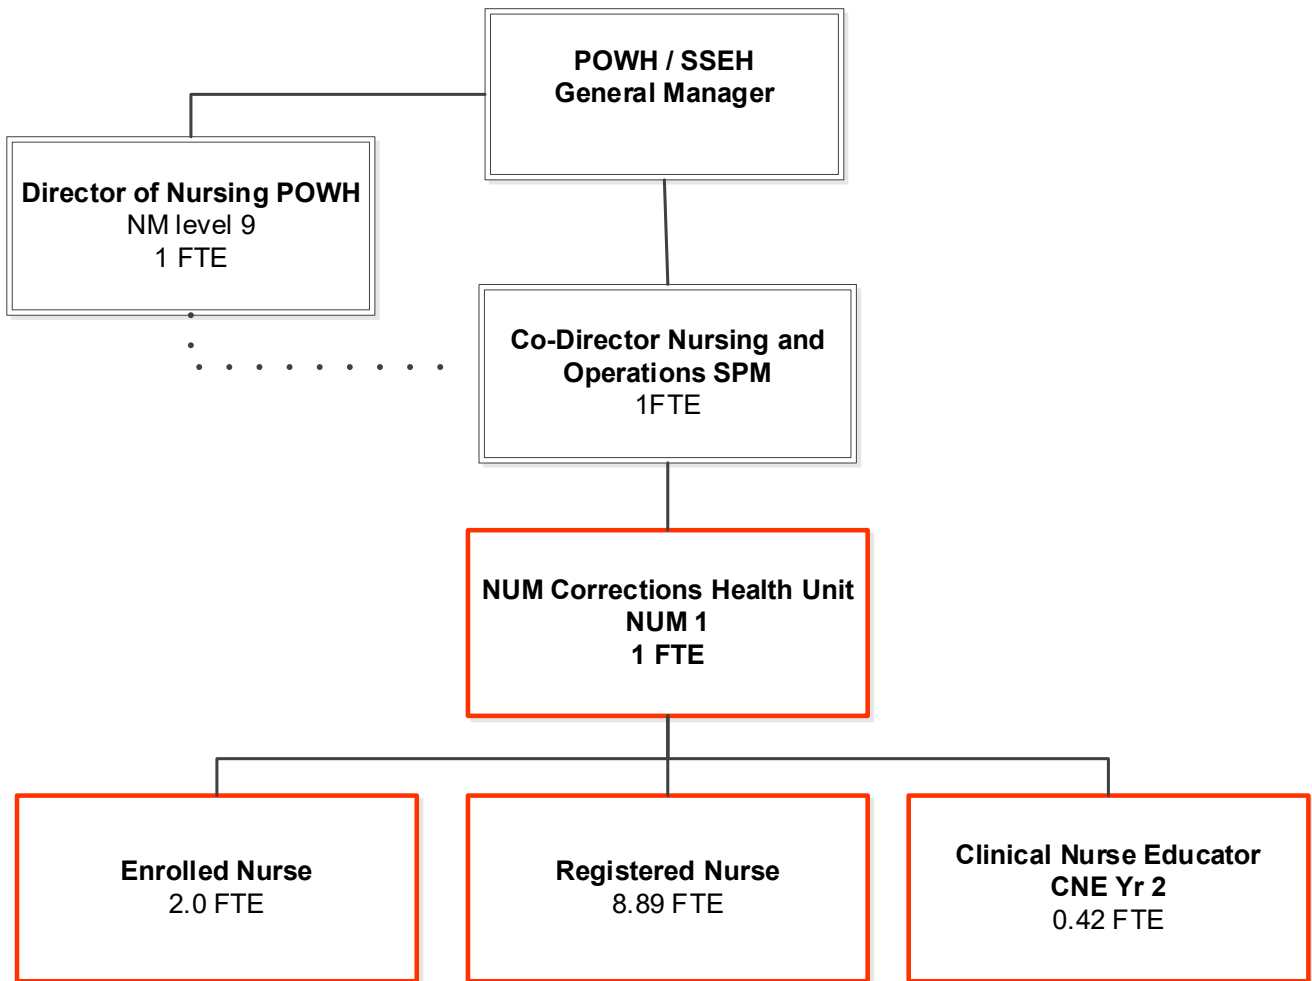 POWH / SSEH
General Manager
Director of Nursing POWH
NM level 9
1 FTE
Co-Director Nursing and
Operations SPM
1FTE
NUM Corrections Health Unit
NUM 1
1 FTE
Enrolled Nurse
2.0 FTE
Registered Nurse
8.89 FTE
Clinical Nurse Educator
CNE Yr 2
0.42 FTE